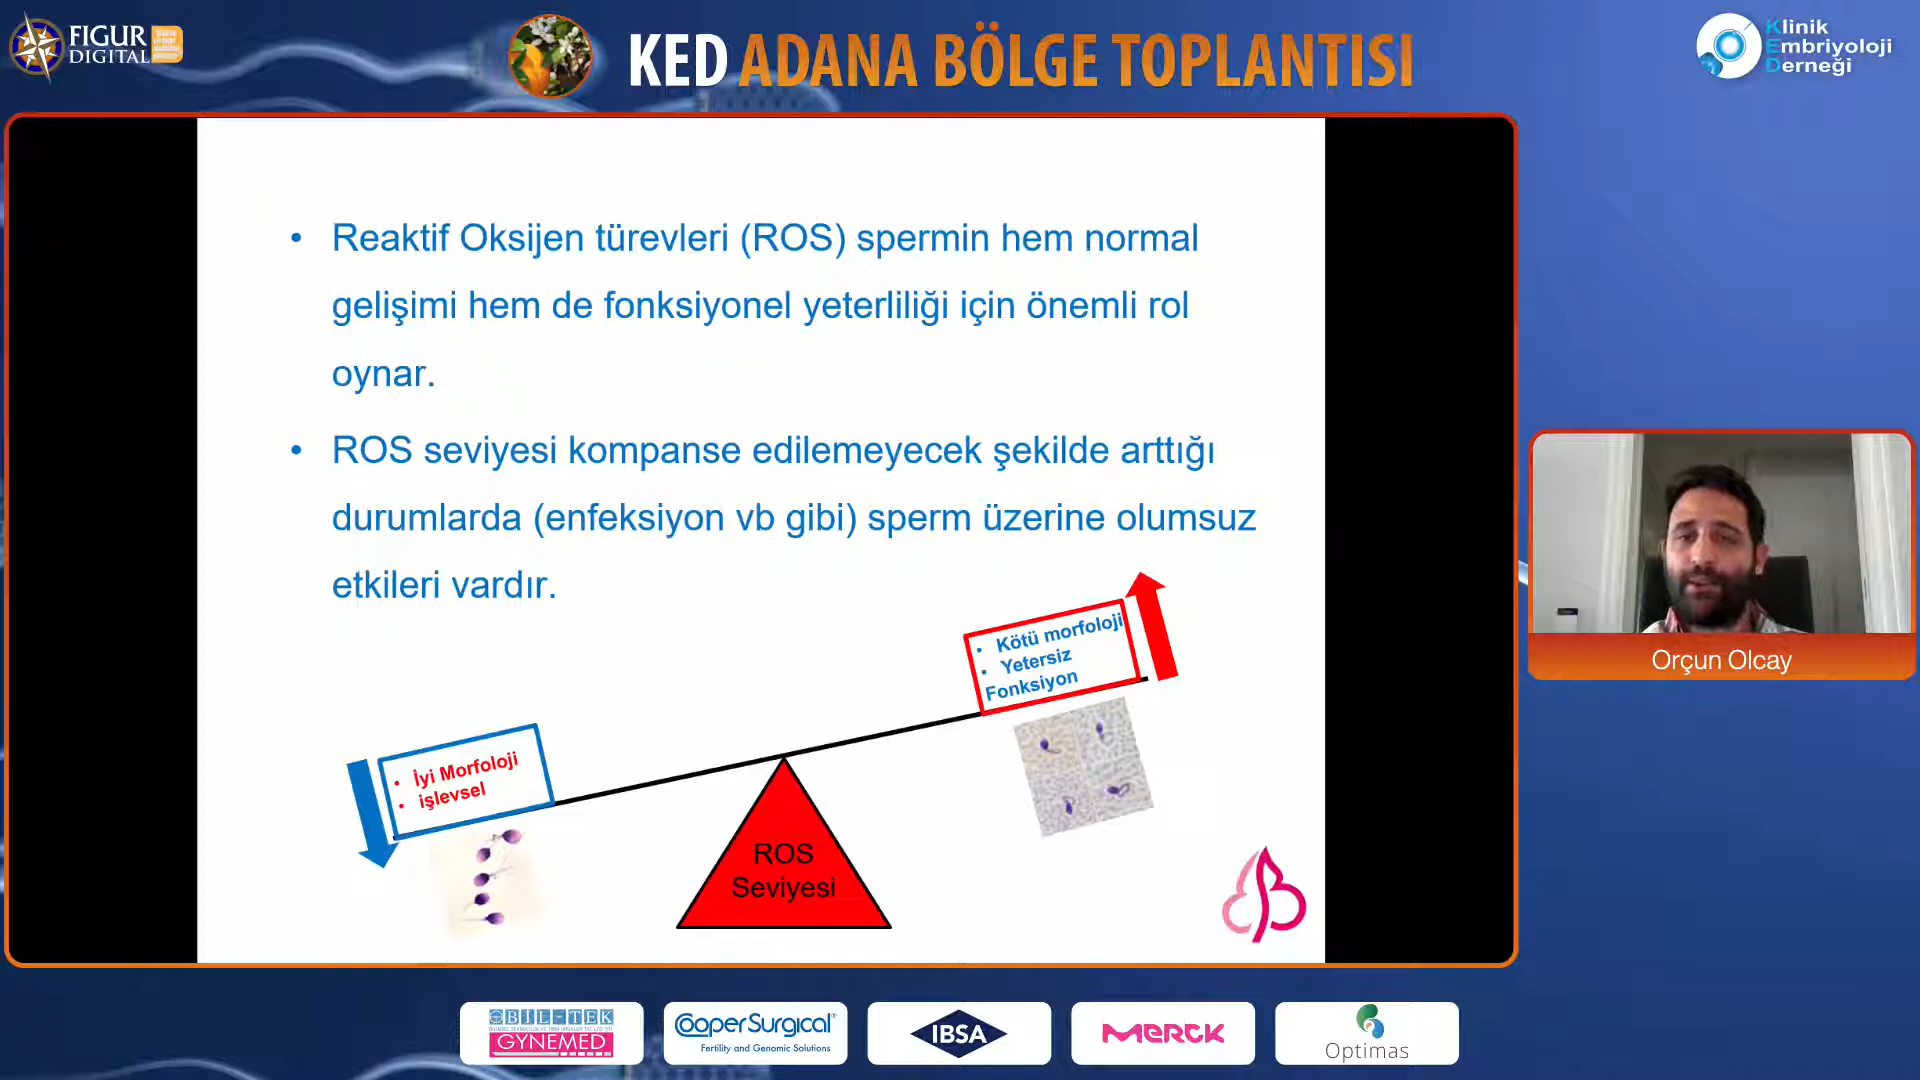 FIGUR
DIGITAL
KED ADANA BÖLGE TOPLANTISI
Klinik
Embriyoloji
Derneği
• Reaktif Oksijen türevleri (ROS) spermin hem normal
gelişimi hem de fonksiyonel yeterliliği için önemli rol
oynar.
• ROS seviyesi kompanse edilemeyecek şekilde arttığı
durumlarda (enfeksiyon vb gibi) sperm üzerine olumsuz
etkileri vardır.
• Kötü morfoloji
• Yetersiz
Fonksiyon
• İyi Morfoloji
• işlevsel
ROS
Seviyesi
Orçun Olcay
BİL-TEK
GYNEMED
CooperSurgical®
Fertility and Genomic Solutions
IBSA
MERCK
Optimas